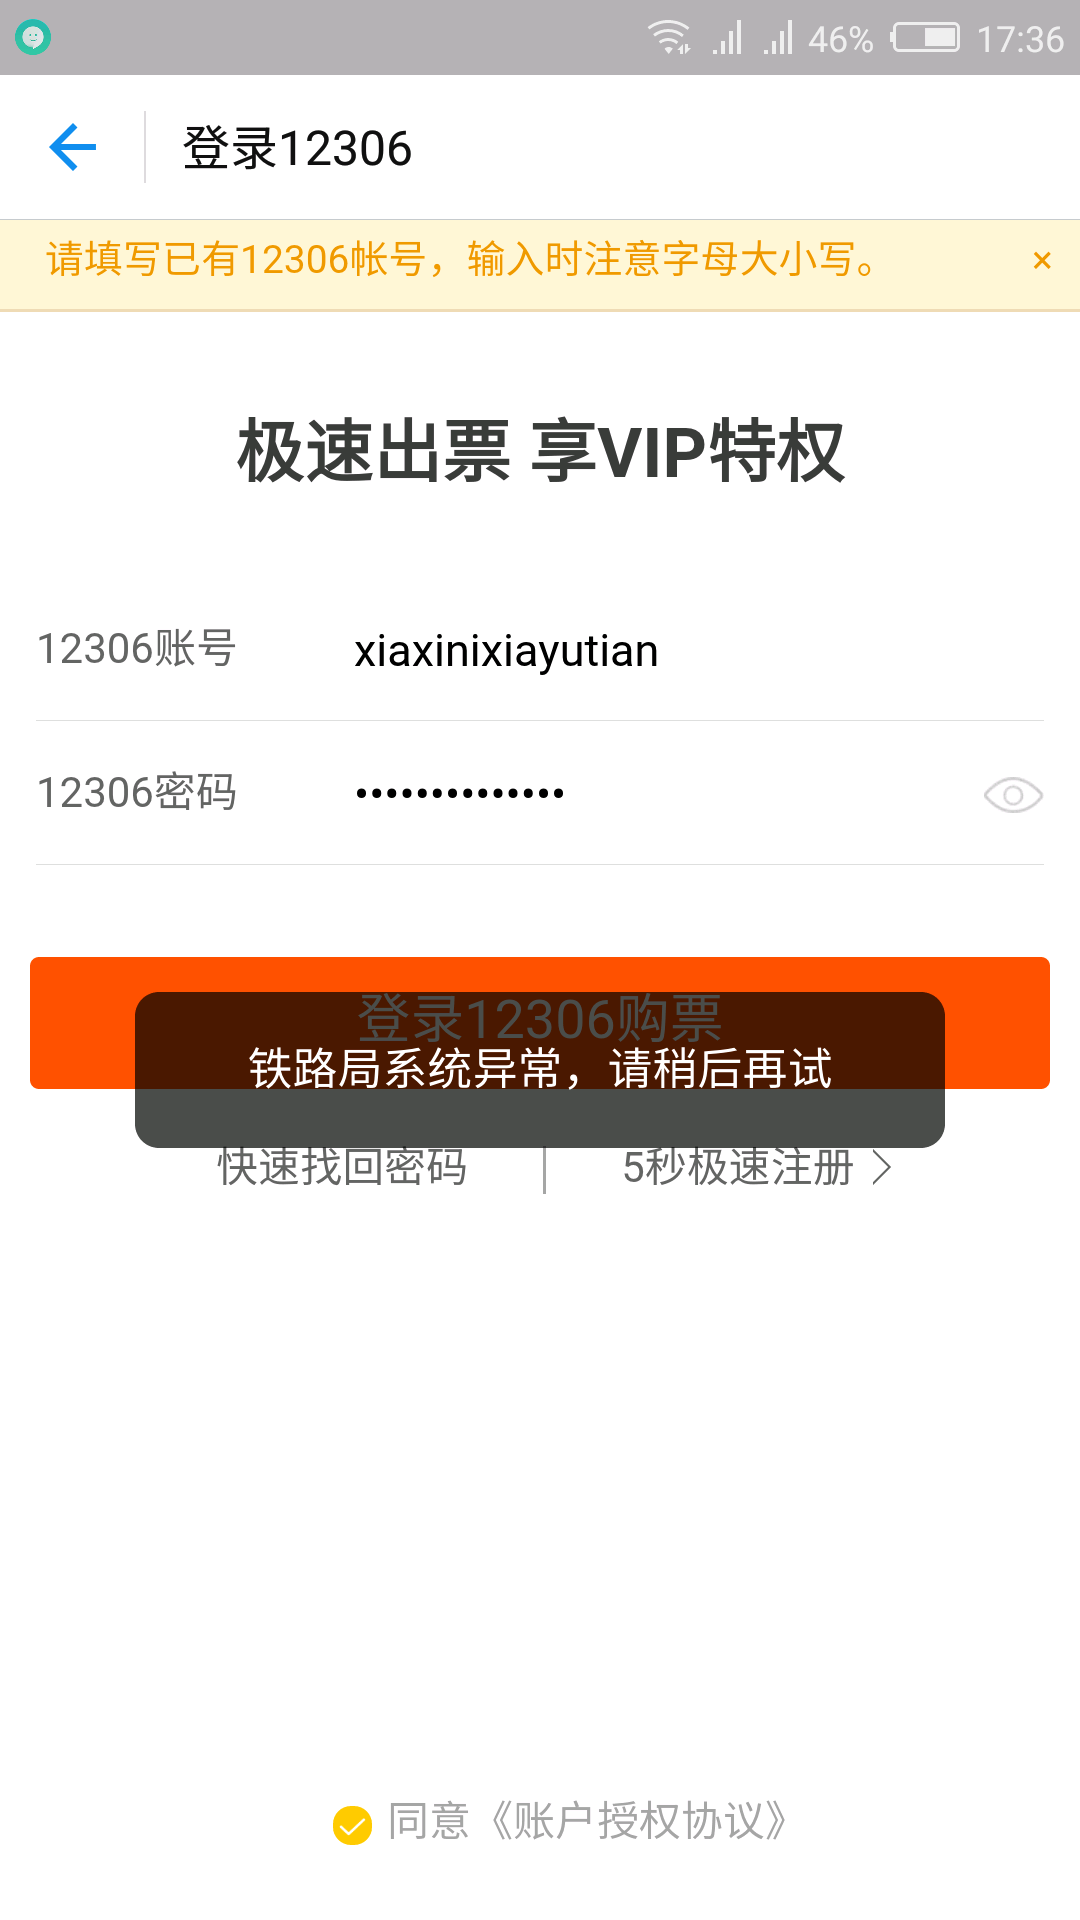 46% 17:36
登录12306
请填写已有12306帐号，输入时注意字母大小写。 ×
极速出票 享VIP特权
12306账号 xiaxinixiayutian
12306密码 ••••••••••••••
登录12306购票
铁路局系统异常，请稍后再试
快速找回密码 5秒极速注册
同意《账户授权协议》